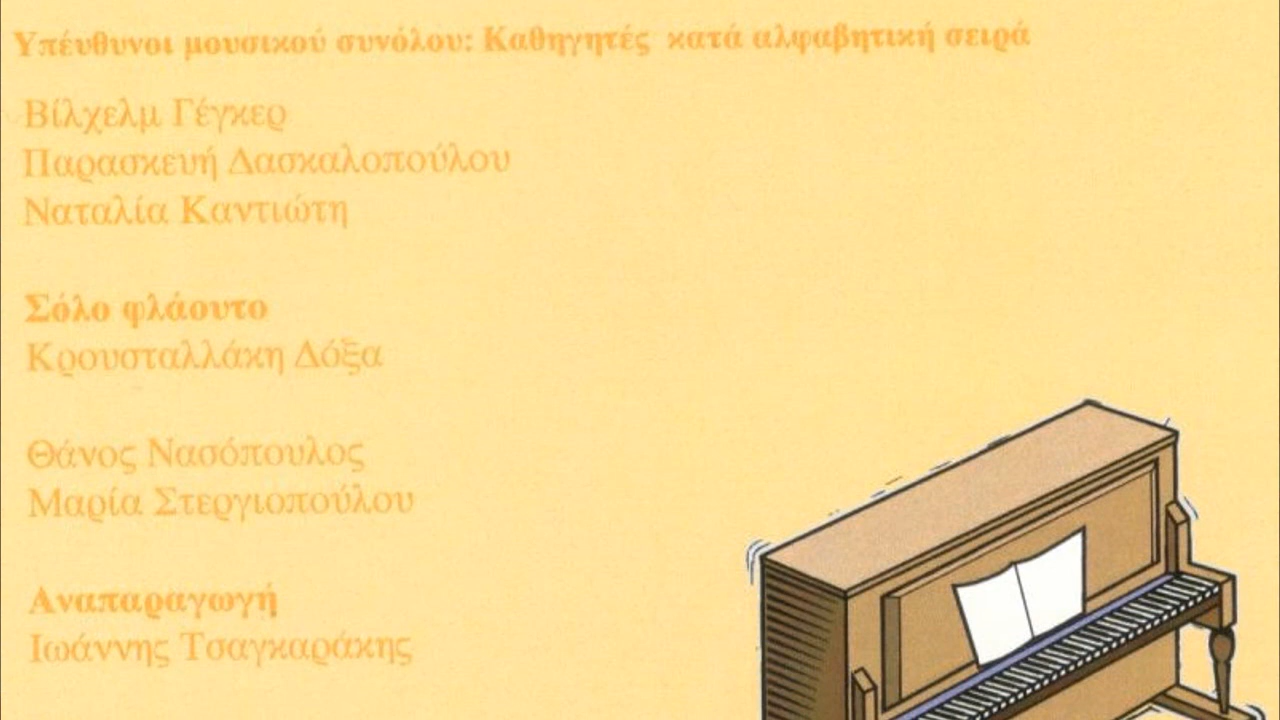 Υπέυθυνοι μουσικού συνόλου: Καθηγητές κατά αλφαβητική σειρά
Βίλχελμ Γέγκερ
Παρασκευή Δασκαλοπούλου
Ναταλία Καντιώτη
Σόλο φλάουτο
Κρουσταλλάκη Δόξα
Θάνος Νασόπουλος
Μαρία Στεργιοπούλου
Αναπαραγωγή
Ιωάννης Τσαγκαράκης